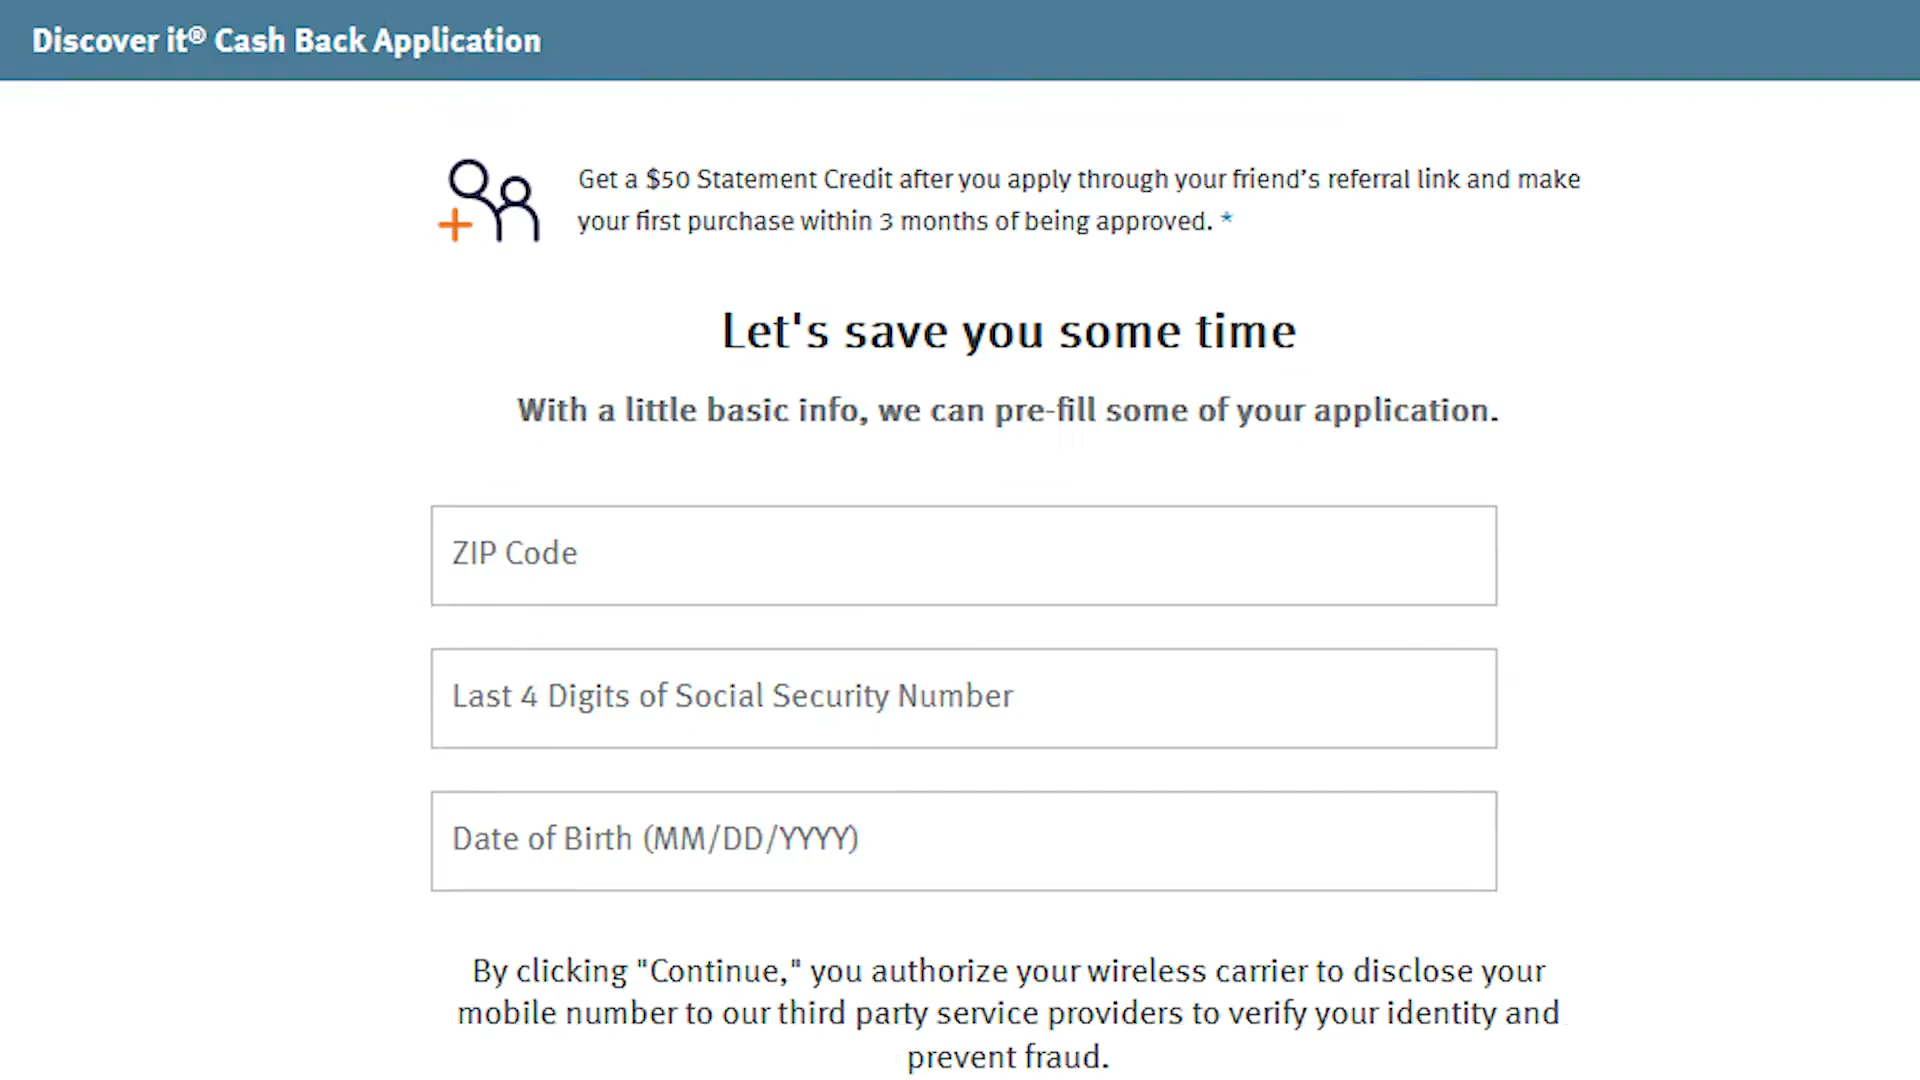 Discover it® Cash Back Application
Get a $50 Statement Credit after you apply through your friend’s referral link and make
your first purchase within 3 months of being approved. *
Let's save you some time
With a little basic info, we can pre-fill some of your application.
ZIP Code
Last 4 Digits of Social Security Number
Date of Birth (MM/DD/YYYY)
By clicking "Continue," you authorize your wireless carrier to disclose your
mobile number to our third party service providers to verify your identity and
prevent fraud.